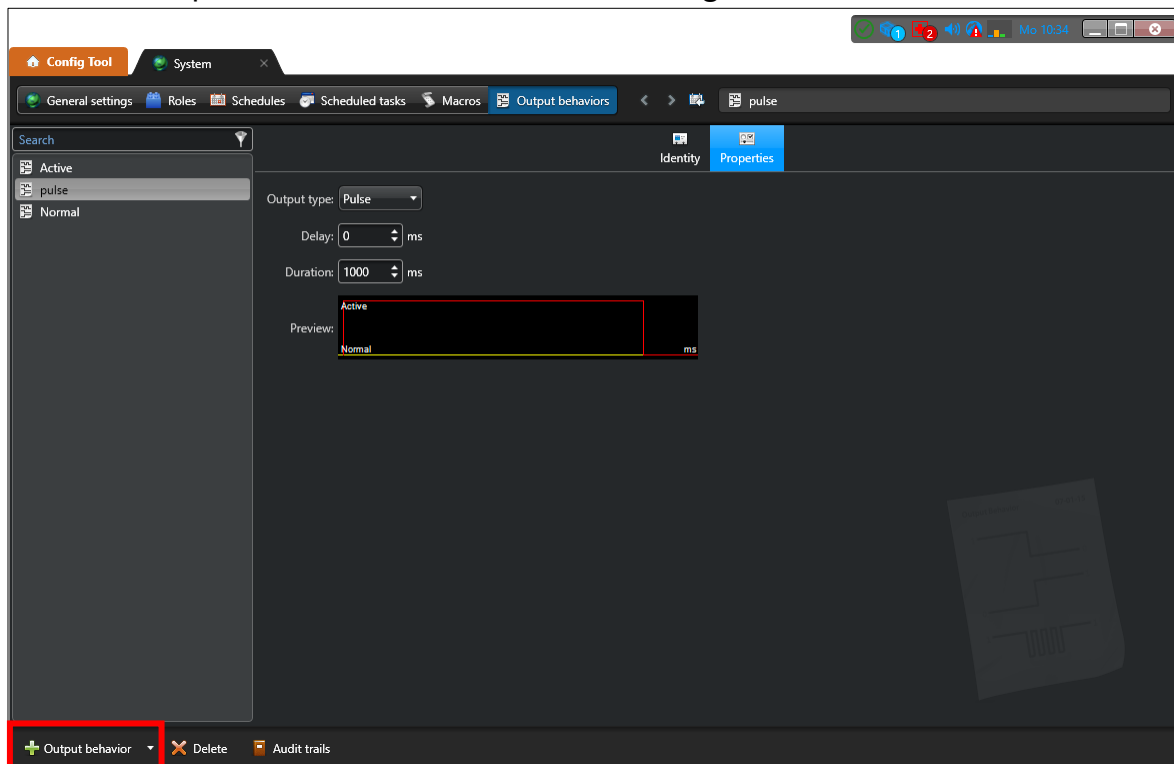 1 2 Mo 10:34
Config Tool System
General settings Roles Schedules Scheduled tasks Macros Output behaviors pulse
Search
Identity Properties
Active
pulse
Normal
Output type: Pulse
Delay: 0 ms
Duration: 1000 ms
Preview:
Active
Normal ms
Output behavior Delete Audit trails